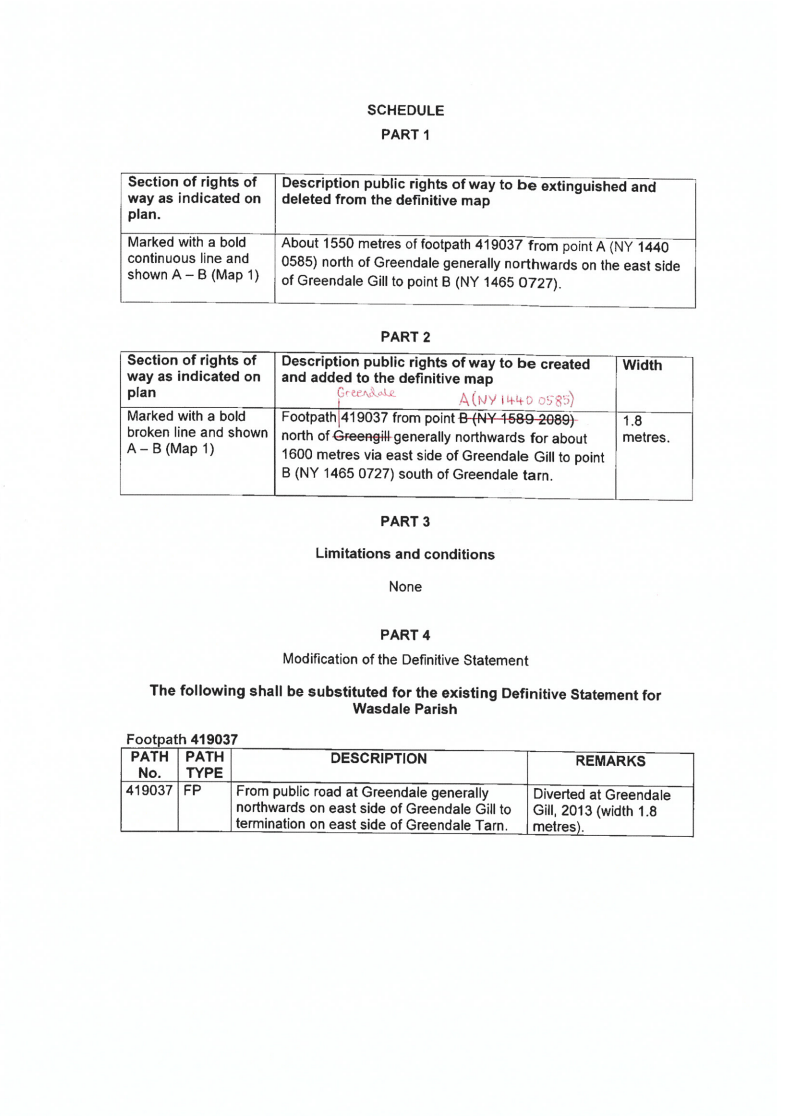 SCHEDULE
PART 1
Section of rights of
way as indicated on
plan.
Description public rights of way to be extinguished and
deleted from the definitive map
Marked with a bold
continuous line and
shown A – B (Map 1)
About 1550 metres of footpath 419037 from point A (NY 1440
0585) north of Greendale generally northwards on the east side
of Greendale Gill to point B (NY 1465 0727).
PART 2
Section of rights of
way as indicated on
plan
Description public rights of way to be created
and added to the definitive map
Width
Greendale
A (NY 1440 0585)
Marked with a bold
broken line and shown
A – B (Map 1)
Footpath 419037 from point B (NY 1589 2089)
north of Greengill generally northwards for about
1600 metres via east side of Greendale Gill to point
B (NY 1465 0727) south of Greendale tarn.
1.8
metres.
PART 3
Limitations and conditions
None
PART 4
Modification of the Definitive Statement
The following shall be substituted for the existing Definitive Statement for
Wasdale Parish
Footpath 419037
PATH
No.
PATH
TYPE
DESCRIPTION
REMARKS
419037
FP
From public road at Greendale generally
northwards on east side of Greendale Gill to
termination on east side of Greendale Tarn.
Diverted at Greendale
Gill, 2013 (width 1.8
metres).